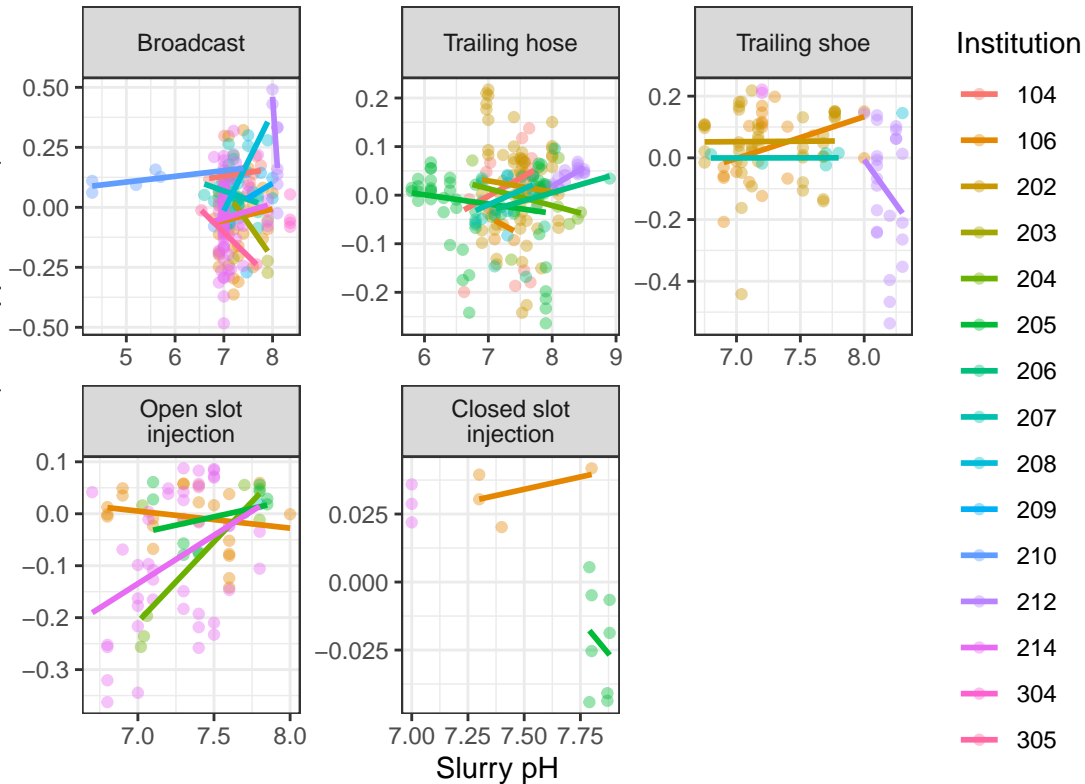 Broadcast
Trailing hose
Trailing shoe
Institution
0.50
0.25
0.00
−0.25
−0.50
5 6 7 8
0.2
0.1
0.0
−0.1
−0.2
6 7 8 9
0.2
0.0
−0.2
−0.4
7.0 7.5 8.0
Open slot
injection
Closed slot
injection
0.1
0.0
−0.1
−0.2
−0.3
7.0 7.5 8.0
0.025
0.000
−0.025
7.00 7.25 7.50 7.75
Slurry pH
104
106
202
203
204
205
206
207
208
209
210
212
214
304
305